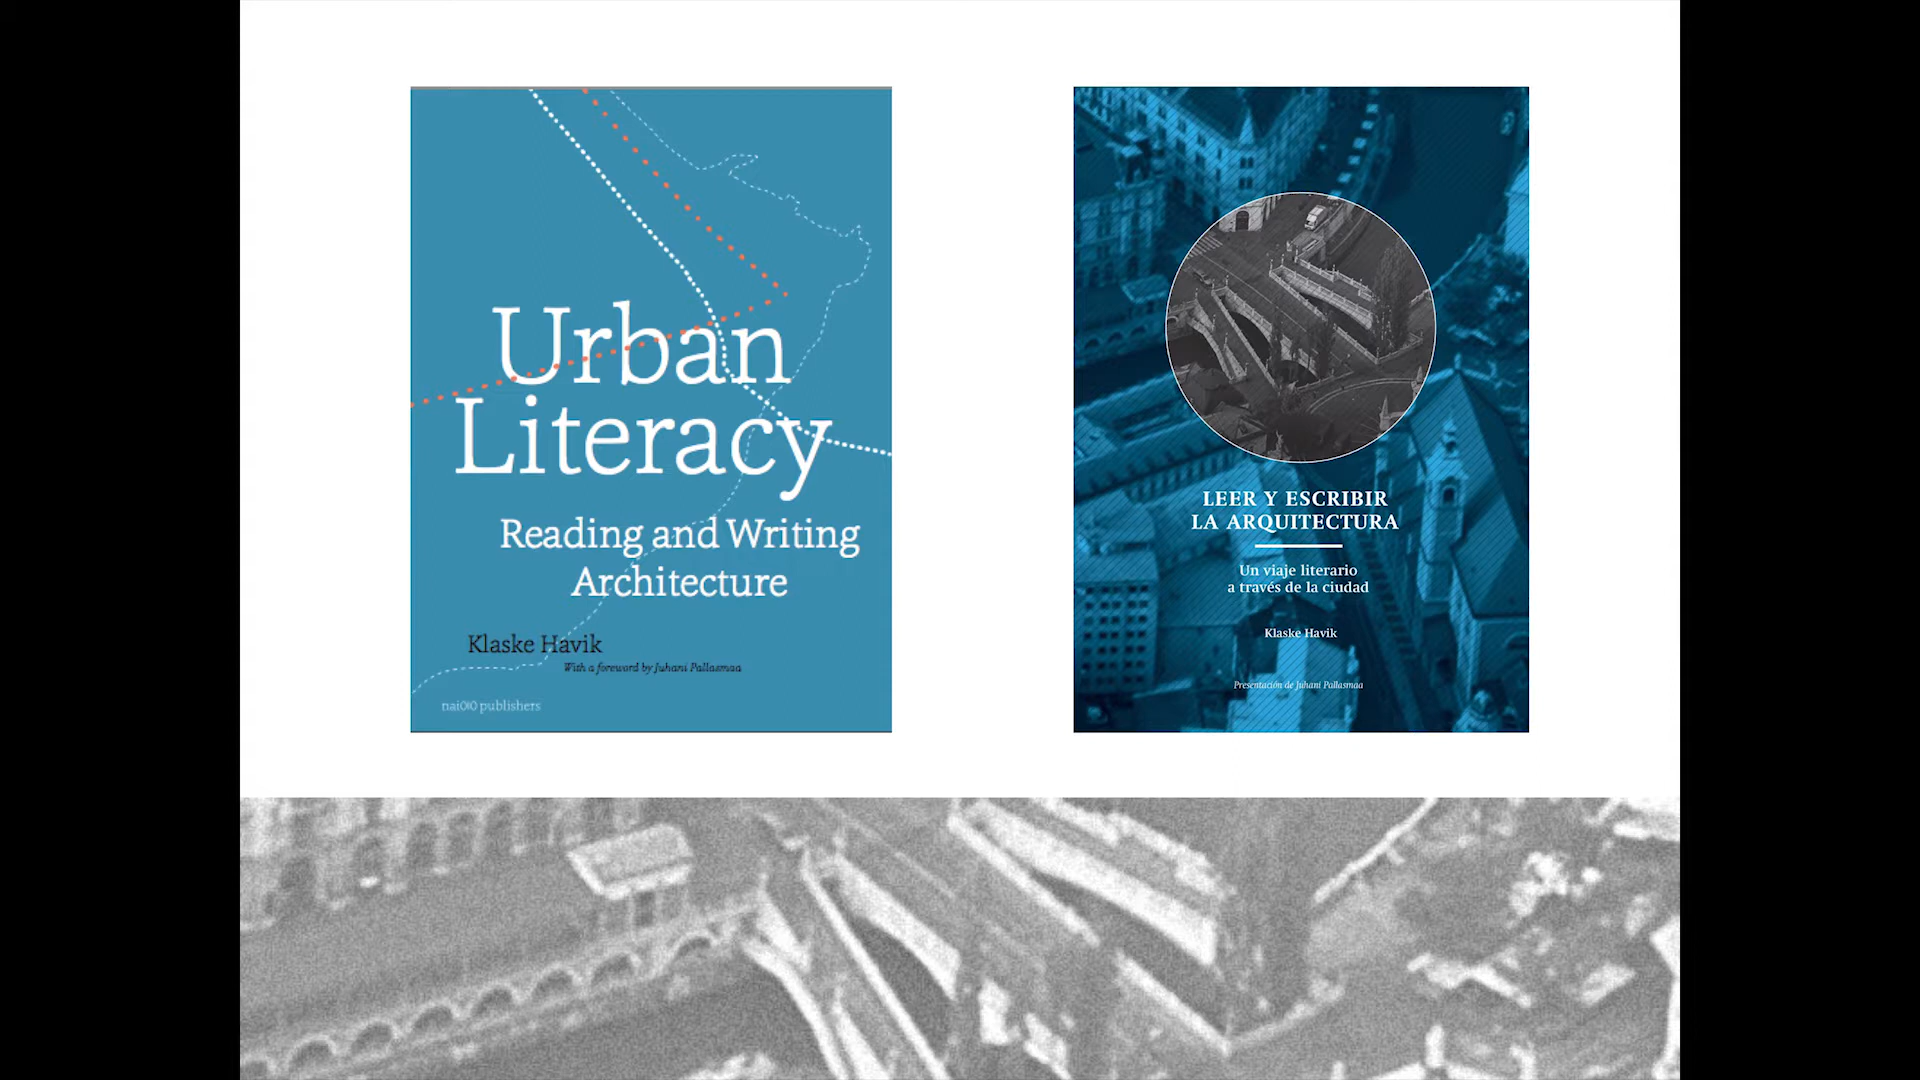 Urban
Literacy
Reading and Writing
Architecture
Klaske Havik
With a foreword by Juhani Pallasmaa
nai010 publishers
LEER Y ESCRIBIR
LA ARQUITECTURA
Un viaje literario
a través de la ciudad
Klaske Havik
Presentación de Juhani Pallasmaa